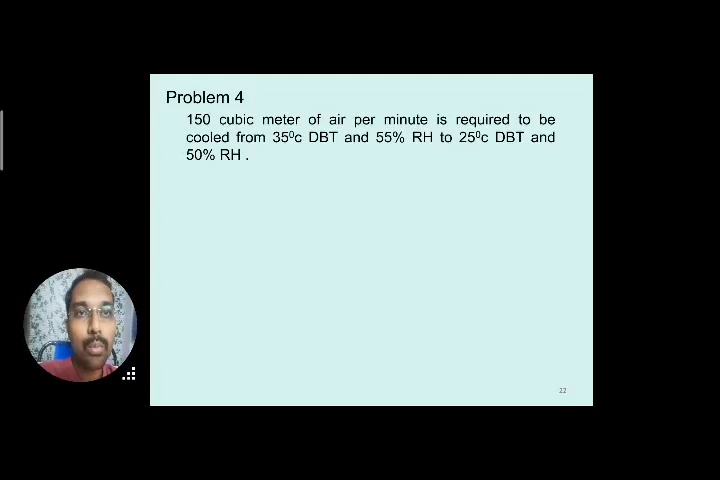 Problem 4
150 cubic meter of air per minute is required to be
cooled from 35⁰c DBT and 55% RH to 25⁰c DBT and
50% RH .
22